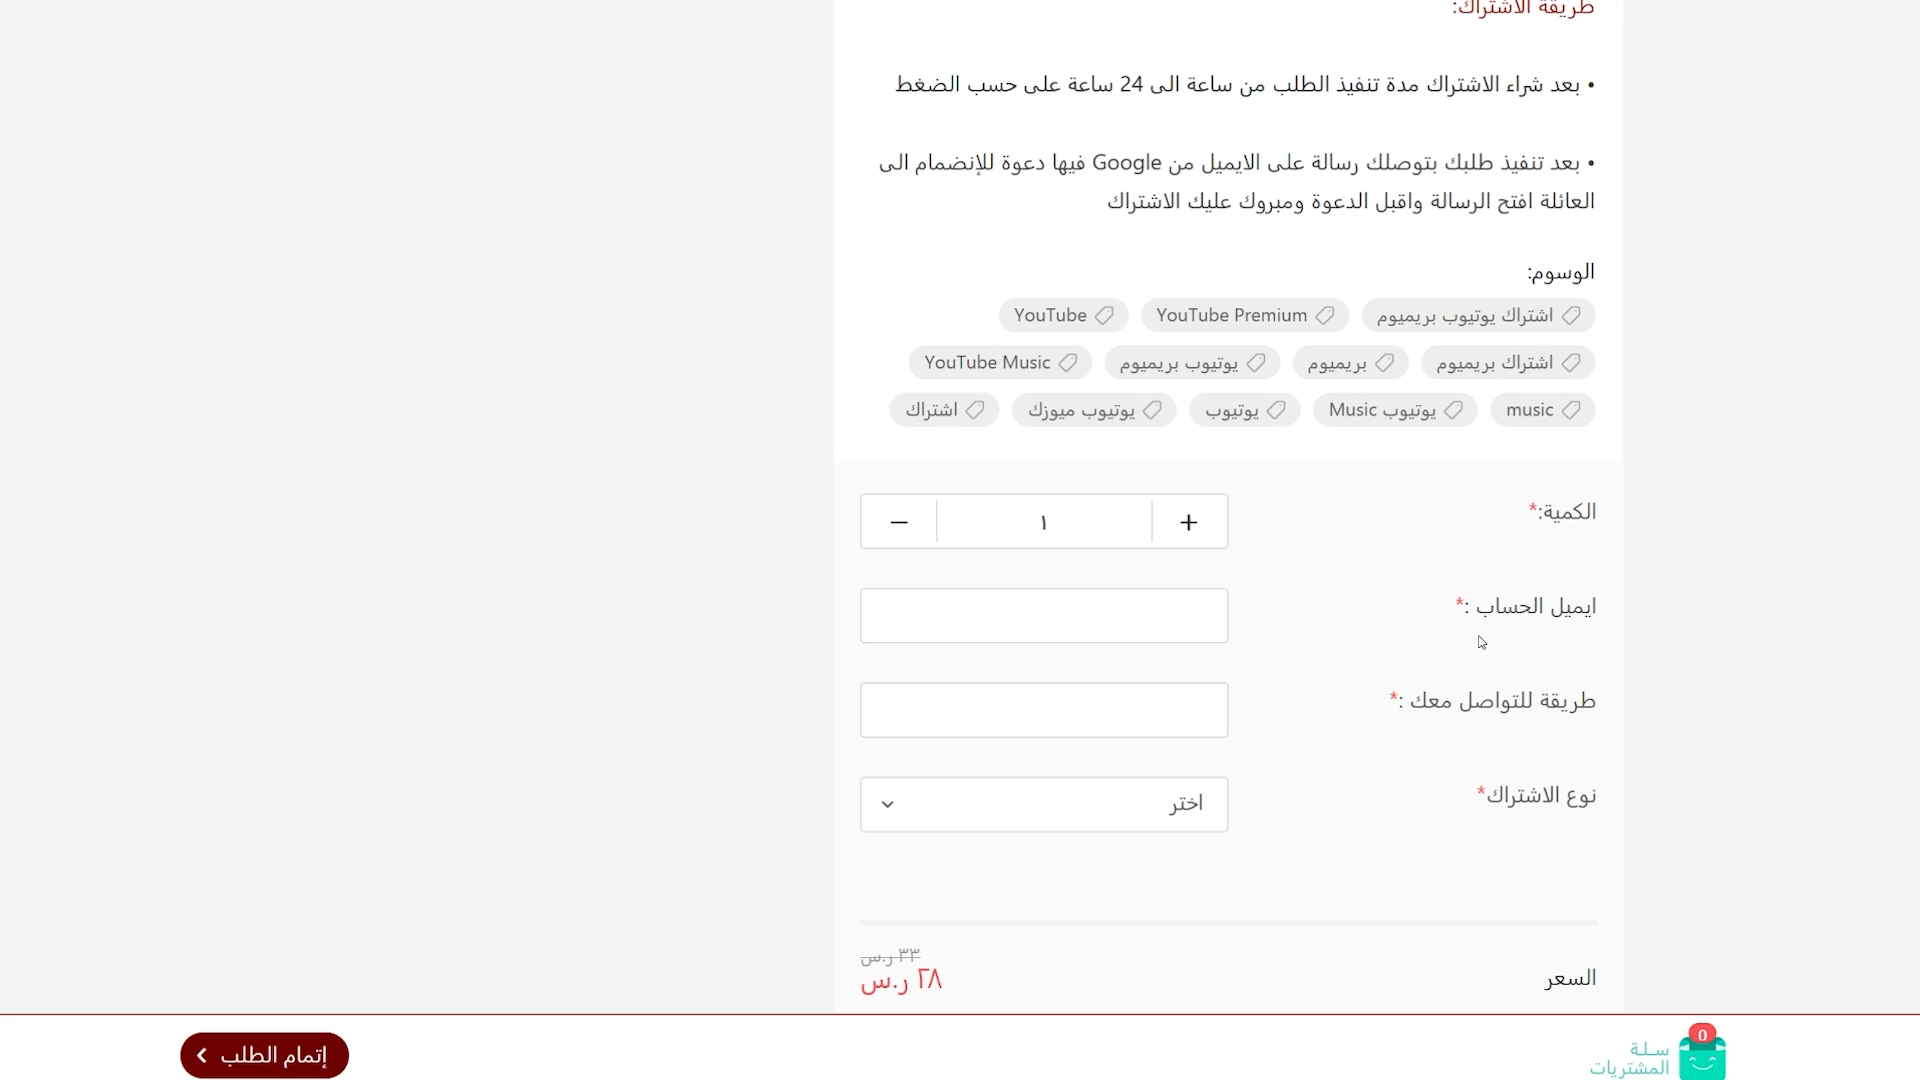 طريقة الاشتراك:
• بعد شراء الاشتراك مدة تنفيذ الطلب من ساعة الى 24 ساعة على حسب الضغط
• بعد تنفيذ طلبك بتوصلك رسالة على الايميل من Google فيها دعوة للإنضمام الى
العائلة افتح الرسالة واقبل الدعوة ومبروك عليك الاشتراك
الوسوم:
اشتراك يوتيوب بريميوم YouTube Premium YouTube
اشتراك بريميوم بريميوم يوتيوب بريميوم YouTube Music
music يوتيوب Music يوتيوب يوتيوب ميوزك اشتراك
الكمية:*
+ ١ −
ايميل الحساب :*
طريقة للتواصل معك :*
نوع الاشتراك*
اختر
٣٣ ر.س
السعر
٢٨ ر.س
0
سلة
المشتريات
إتمام الطلب